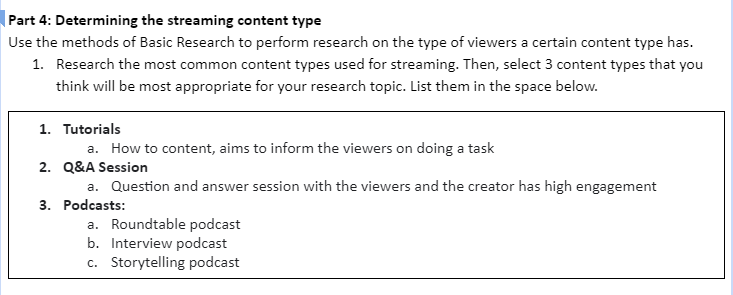 Part 4: Determining the streaming content type
Use the methods of Basic Research to perform research on the type of viewers a certain content type has.
1. Research the most common content types used for streaming. Then, select 3 content types that you
think will be most appropriate for your research topic. List them in the space below.
1. Tutorials
a. How to content, aims to inform the viewers on doing a task
2. Q&A Session
a. Question and answer session with the viewers and the creator has high engagement
3. Podcasts:
a. Roundtable podcast
b. Interview podcast
c. Storytelling podcast